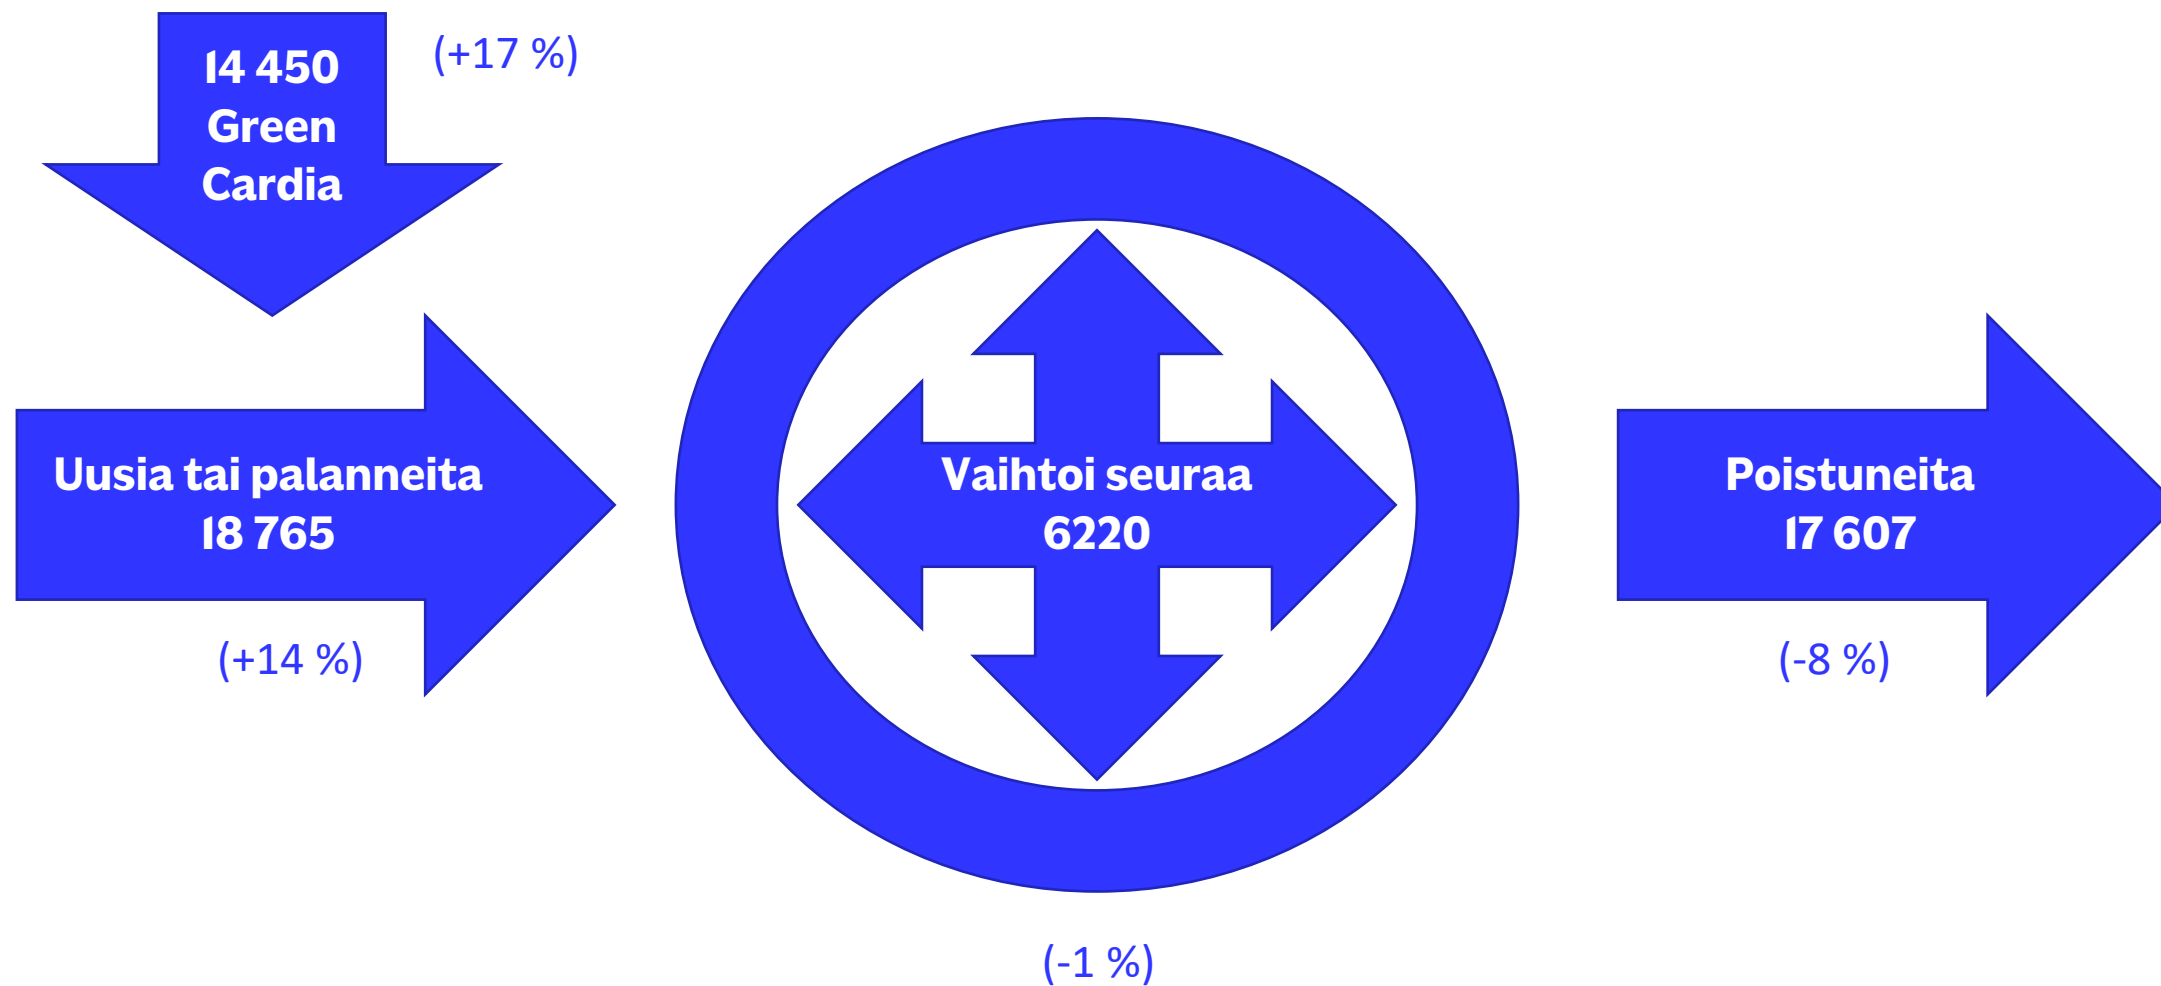 14 450
Green
Cardia
(+17 %)
Uusia tai palanneita
18 765
(+14 %)
Vaihtoi seuraa
6220
(-1 %)
Poistuneita
17 607
(-8 %)